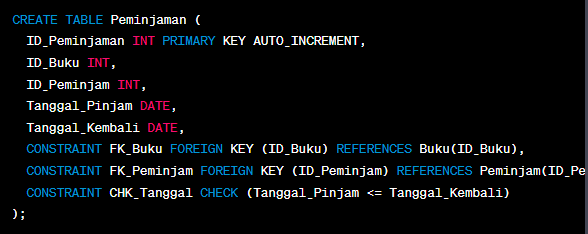 CREATE TABLE Peminjaman (
  ID_Peminjaman INT PRIMARY KEY AUTO_INCREMENT,
  ID_Buku INT,
  ID_Peminjam INT,
  Tanggal_Pinjam DATE,
  Tanggal_Kembali DATE,
  CONSTRAINT FK_Buku FOREIGN KEY (ID_Buku) REFERENCES Buku(ID_Buku),
  CONSTRAINT FK_Peminjam FOREIGN KEY (ID_Peminjam) REFERENCES Peminjam(ID_Pe
  CONSTRAINT CHK_Tanggal CHECK (Tanggal_Pinjam <= Tanggal_Kembali)
);